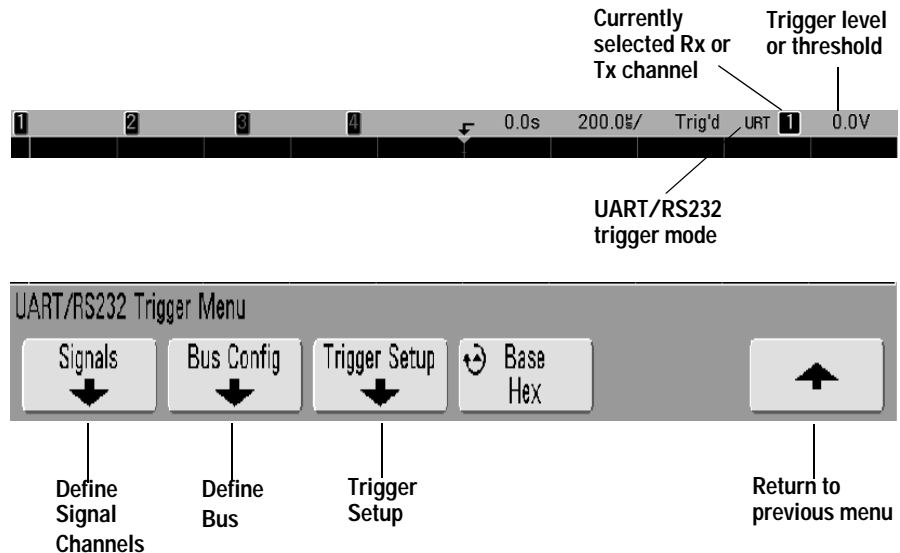 Currently
selected Rx or
Tx channel
Trigger level
or threshold
1 2 3 4 0.0s 200.0㎲/ Trig'd URT 1 0.0V
UART/RS232
trigger mode
UART/RS232 Trigger Menu
Signals
Bus Config
Trigger Setup
Base
Hex
Define
Signal
Channels
Define
Bus
Trigger
Setup
Return to
previous menu